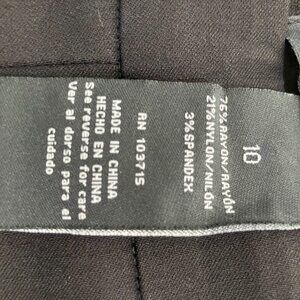 10
76% RAYON/RAYÓN
21% NYLON/NILÓN
3% SPANDEX
RN 103715
MADE IN CHINA
HECHO EN CHINA
See reverse for care
Ver al dorso para el
cuidado